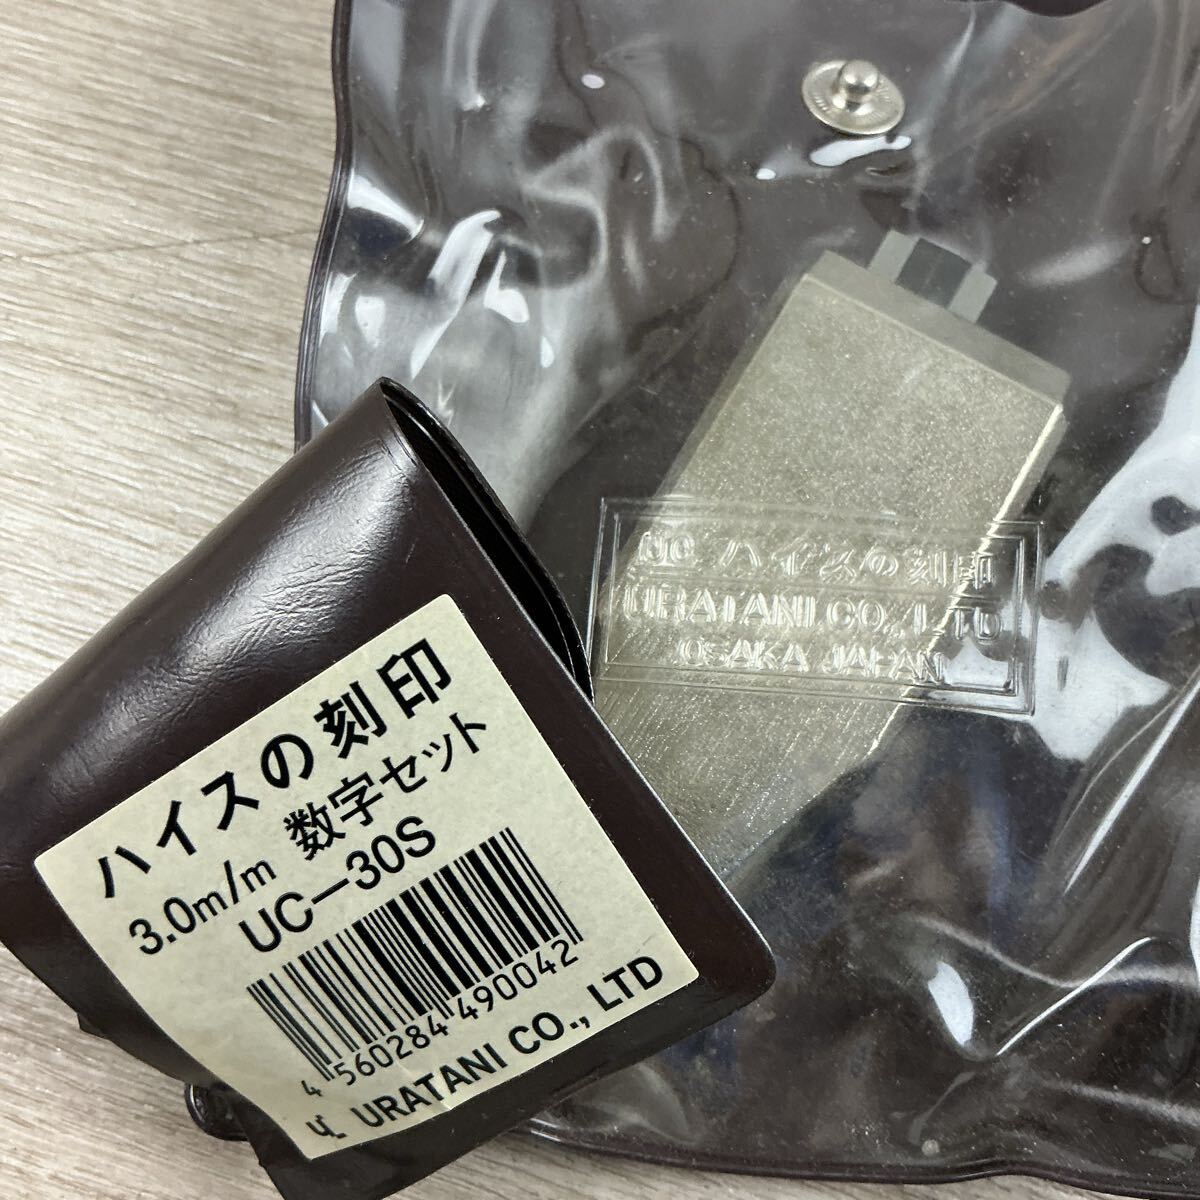 UC ハイスの刻印
URATANI CO., LTD
OSAKA JAPAN
ハイスの刻印
3.0m/m 数字セット
UC-30S
4 560284 490042
URATANI CO., LTD